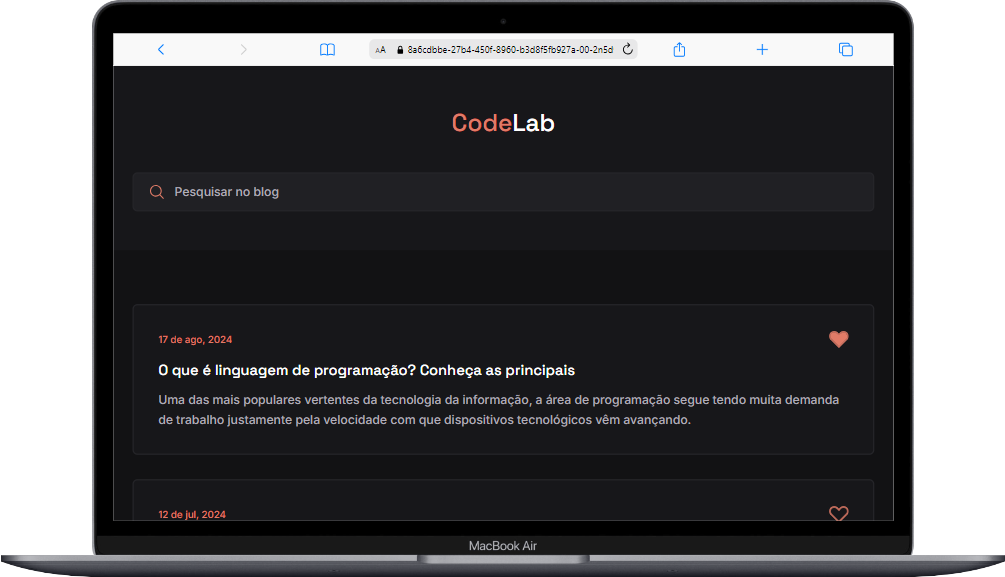 AA 8a6cdbbe-27b4-450f-8960-b3d8f5fb927a-00-2n5d
CodeLab
Pesquisar no blog
17 de ago, 2024
O que é linguagem de programação? Conheça as principais
Uma das mais populares vertentes da tecnologia da informação, a área de programação segue tendo muita demanda
de trabalho justamente pela velocidade com que dispositivos tecnológicos vêm avançando.
12 de jul, 2024
MacBook Air